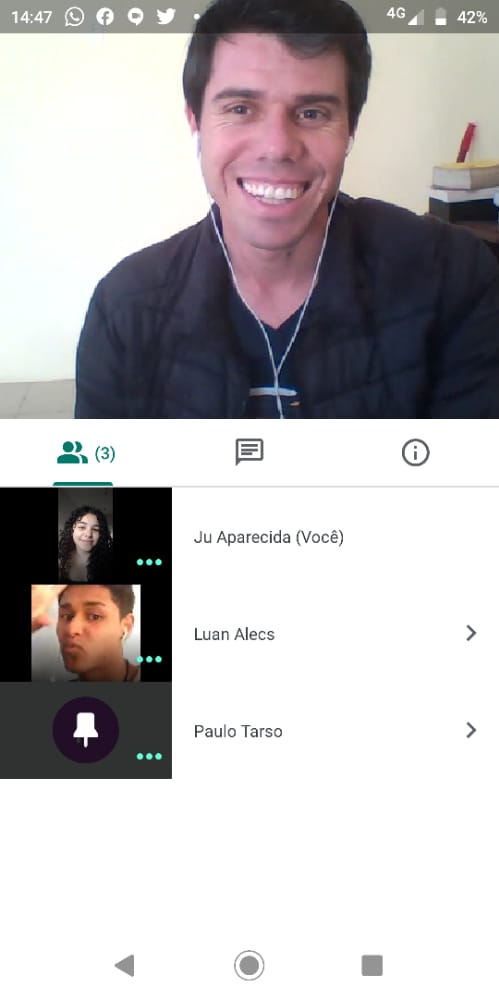 14:47 4G 42%
(3)
Ju Aparecida (Você)
Luan Alecs
Paulo Tarso